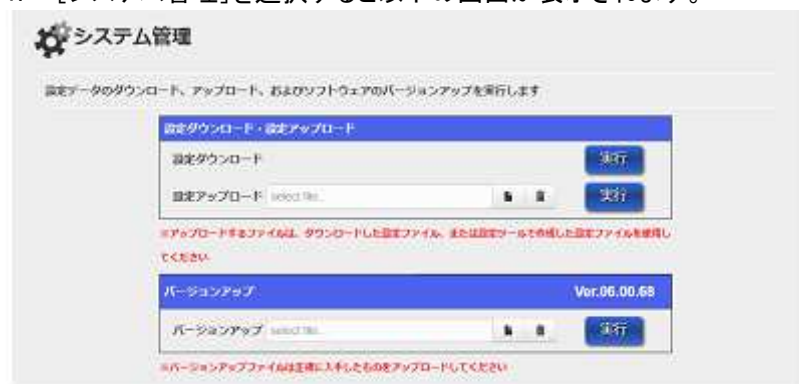 [システム管理]を選択すると以下の画面が表示されます。
システム管理
設定データのダウンロード、アップロード、およびソフトウェアのバージョンアップを実行します
設定ダウンロード・設定アップロード
設定ダウンロード 実行
設定アップロード select file... 実行
※アップロードするファイルは、ダウンロードした設定ファイル、または設定ツールで作成した設定ファイルを使用し
てください
バージョンアップ Ver.06.00.68
バージョンアップ select file... 実行
※バージョンアップファイルは正規に入手したものをアップロードしてください